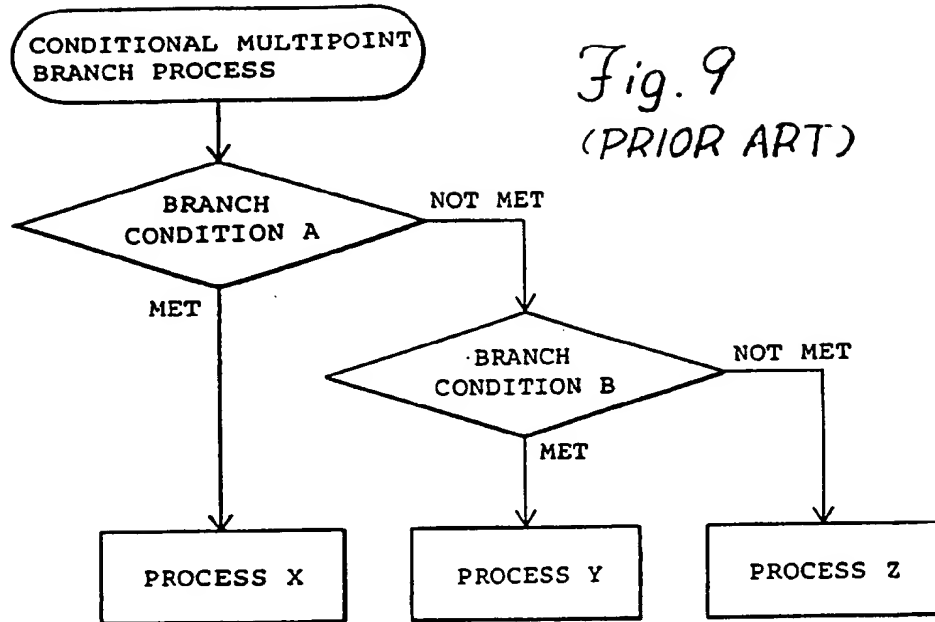 CONDITIONAL MULTIPOINT
BRANCH PROCESS
Fig. 9
(PRIOR ART)
BRANCH
CONDITION A
NOT MET
MET
BRANCH
CONDITION B
NOT MET
MET
PROCESS X
PROCESS Y
PROCESS Z